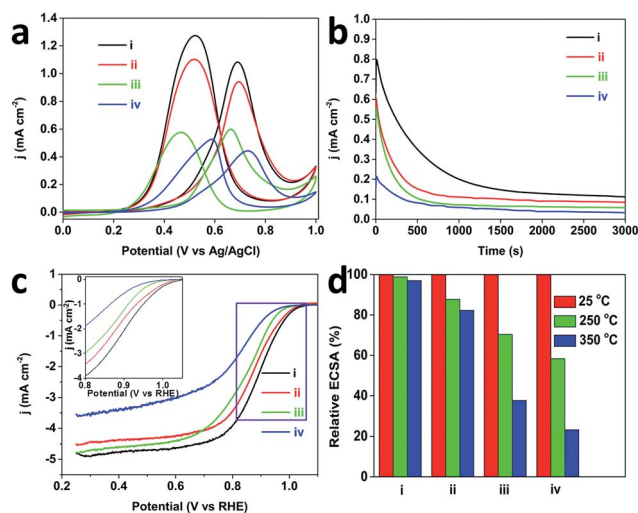 a
1.4
1.2
1.0
0.8
0.6
0.4
0.2
0.0
j (mA cm-2)
i
ii
iii
iv
0.0 0.2 0.4 0.6 0.8 1.0
Potential (V vs Ag/AgCl)
b
1.0
0.9
0.8
0.7
0.6
0.5
0.4
0.3
0.2
0.1
0.0
j (mA cm-2)
i
ii
iii
iv
0 500 1000 1500 2000 2500 3000
Time (s)
c
0
-1
-2
-3
-4
-5
j (mA cm-2)
0
-1
-2
-3
-4
j (mA cm-2)
0.8 0.9 1.0
Potential (V vs RHE)
i
ii
iii
iv
0.2 0.4 0.6 0.8 1.0
Potential (V vs RHE)
d
100
80
60
40
20
0
Relative ECSA (%)
25 °C
250 °C
350 °C
i ii iii iv